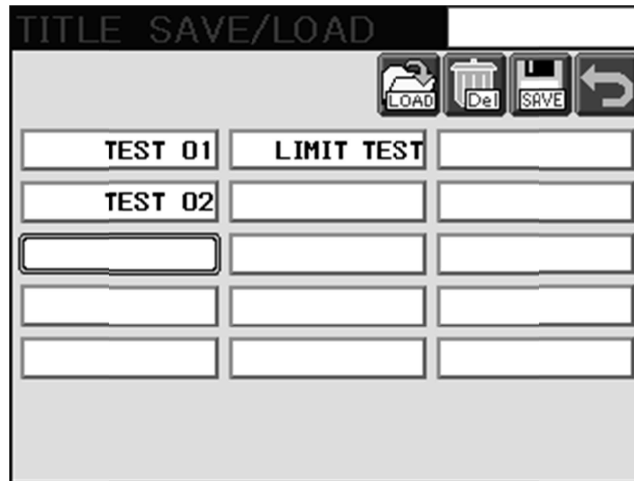 TITLE SAVE/LOAD
LOAD Del SAVE
TEST 01 LIMIT TEST
TEST 02